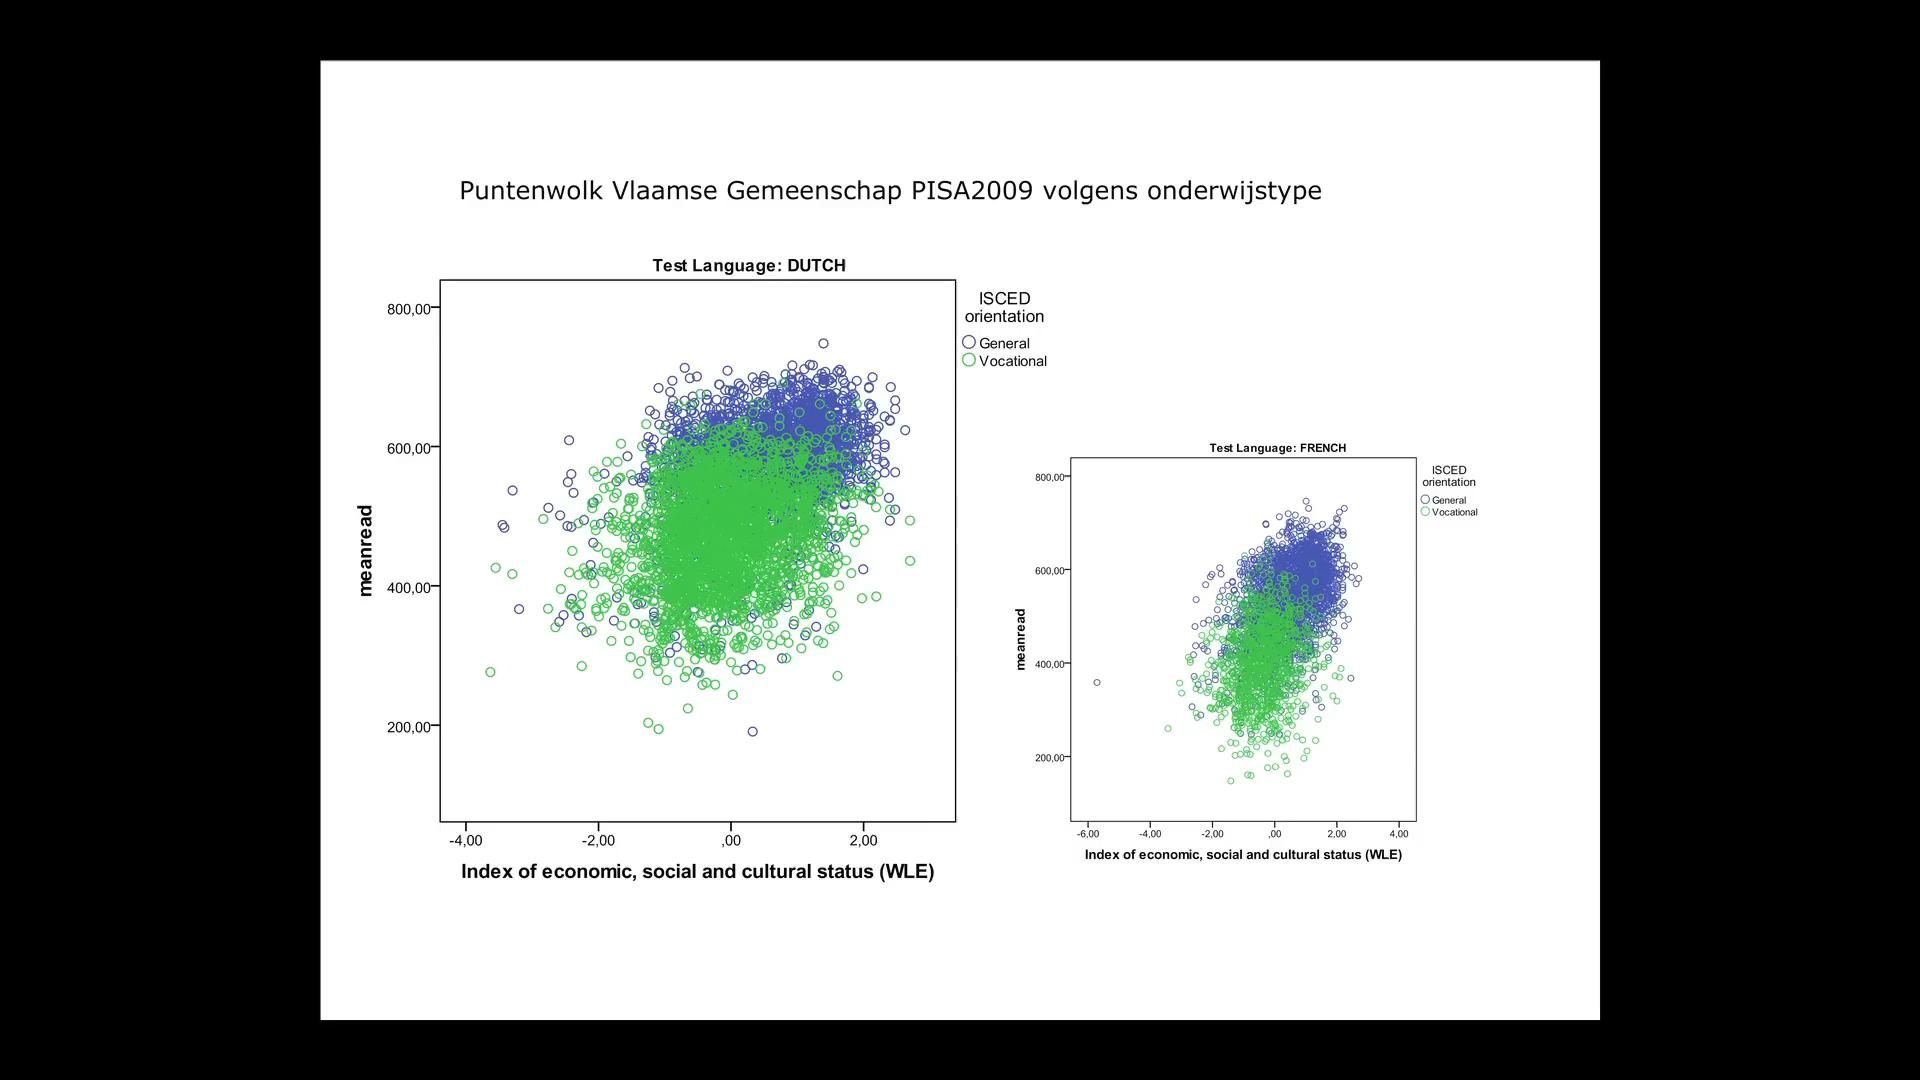 Puntenwolk Vlaamse Gemeenschap PISA2009 volgens onderwijstype
Test Language: DUTCH
800,00
600,00
400,00
200,00
meanread
-4,00 -2,00 ,00 2,00
Index of economic, social and cultural status (WLE)
ISCED
orientation
General
Vocational
Test Language: FRENCH
800,00
600,00
400,00
200,00
meanread
-6,00 -4,00 -2,00 ,00 2,00 4,00
Index of economic, social and cultural status (WLE)
ISCED
orientation
General
Vocational